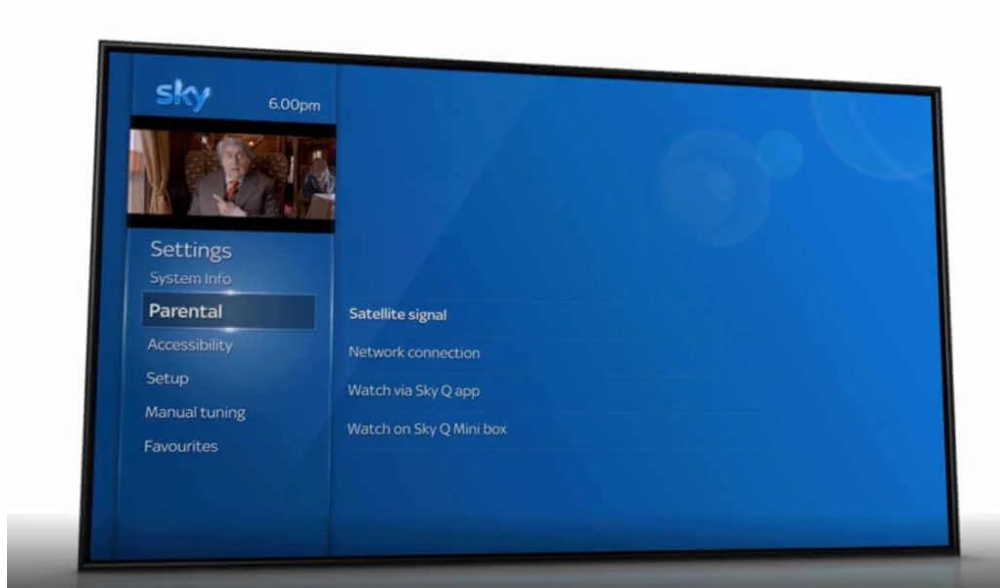 sky
6.00pm
Settings
System info
Parental
Accessibility
Setup
Manual tuning
Favourites
Satellite signal
Network connection
Watch via Sky Q app
Watch on Sky Q Mini box